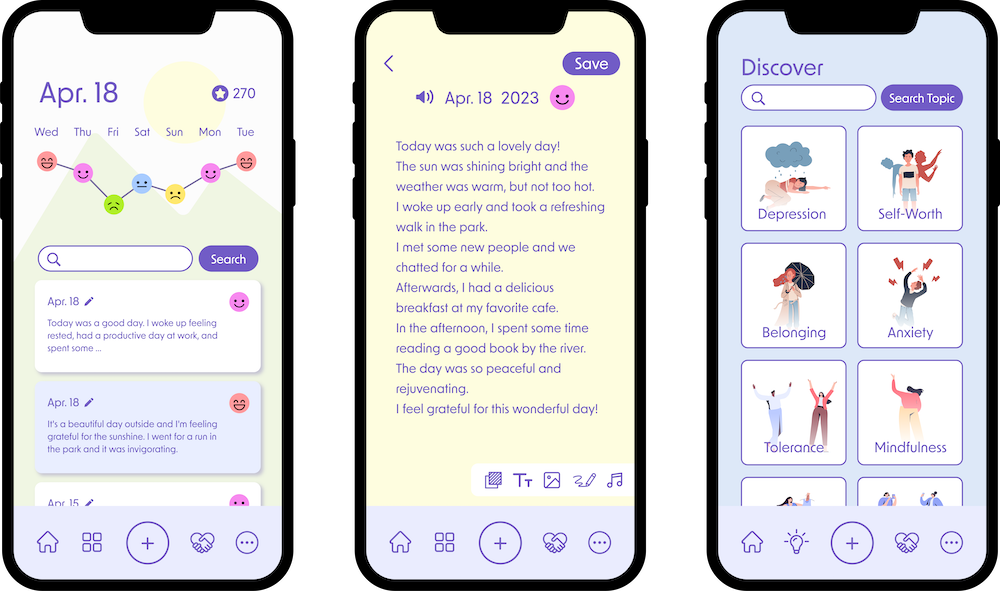 Apr. 18
270
Wed Thu Fri Sat Sun Mon Tue
Search
Apr. 18
Today was a good day. I woke up feeling
rested, had a productive day at work, and
spent some ...
Apr. 18
It's a beautiful day outside and I'm feeling
grateful for the sunshine. I went for a run in
the park and it was invigorating.
Apr. 15
Save
Apr. 18 2023
Today was such a lovely day!
The sun was shining bright and the
weather was warm, but not too hot.
I woke up early and took a refreshing
walk in the park.
I met some new people and we
chatted for a while.
Afterwards, I had a delicious
breakfast at my favorite cafe.
In the afternoon, I spent some time
reading a good book by the river.
The day was so peaceful and
rejuvenating.
I feel grateful for this wonderful day!
TT
Discover
Search Topic
Depression
Self-Worth
Belonging
Anxiety
Tolerance
Mindfulness